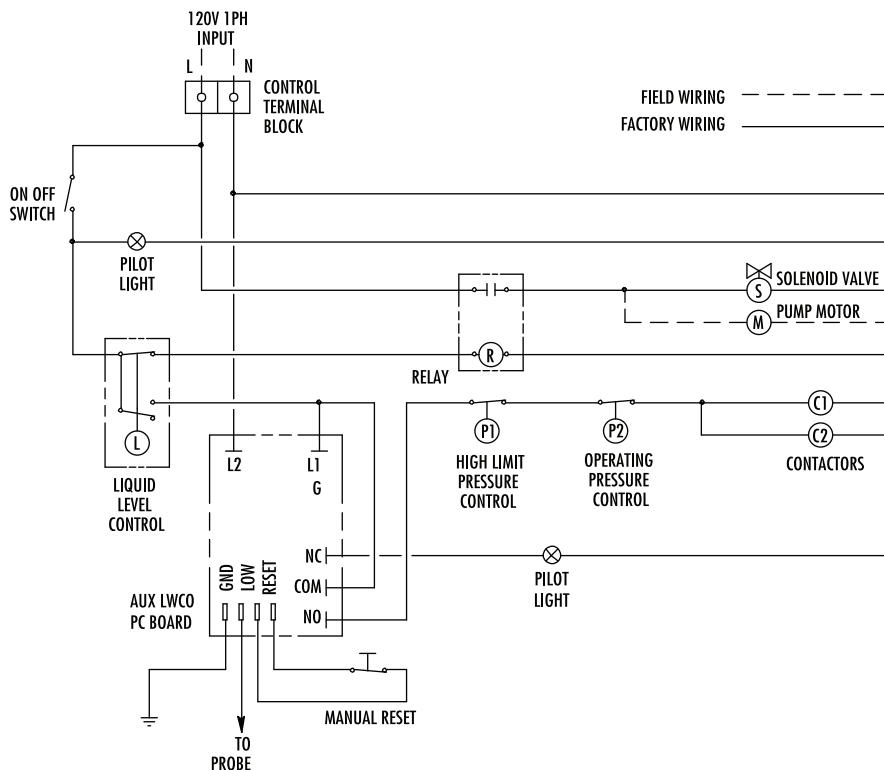 120V 1PH
INPUT
L
N
CONTROL
TERMINAL
BLOCK
FIELD WIRING
FACTORY WIRING
ON OFF
SWITCH
PILOT
LIGHT
SOLENOID VALVE
S
PUMP MOTOR
M
R
RELAY
L
LIQUID
LEVEL
CONTROL
P1
HIGH LIMIT
PRESSURE
CONTROL
P2
OPERATING
PRESSURE
CONTROL
C1
C2
CONTACTORS
L2
L1
G
NC
COM
NO
GND
LOW
RESET
AUX LWCO
PC BOARD
PILOT
LIGHT
MANUAL RESET
TO
PROBE